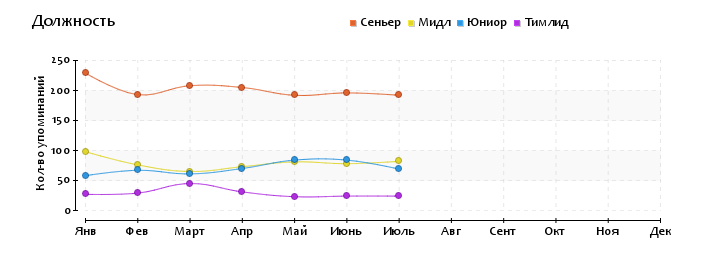 Должность
Сеньер Мидл Юниор Тимлид
Кол-во упоминаний
250
200
150
100
50
0
Янв Фев Март Апр Май Июнь Июль Авг Сент Окт Ноя Дек